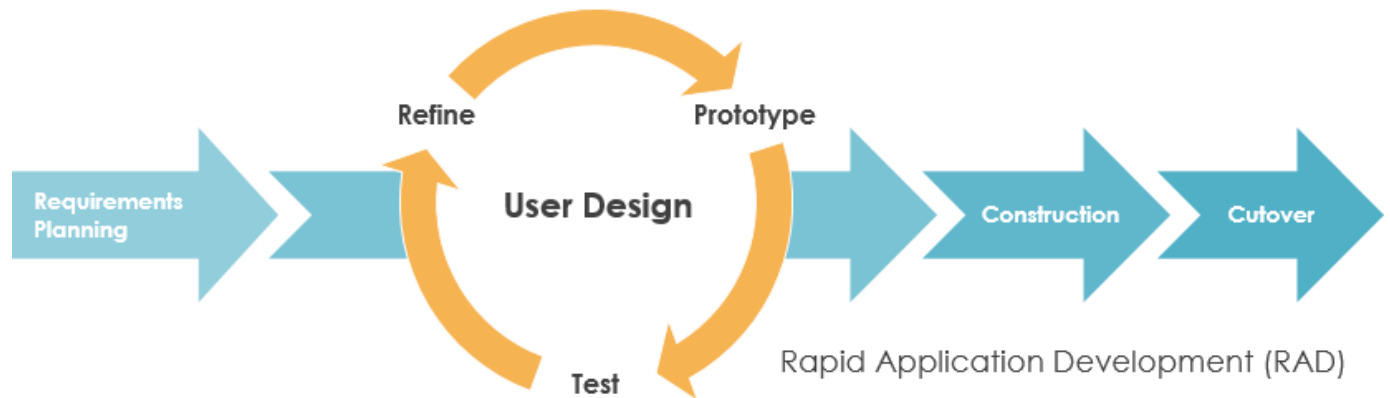 Refine
Prototype
Requirements
Planning
User Design
Construction
Cutover
Test
Rapid Application Development (RAD)